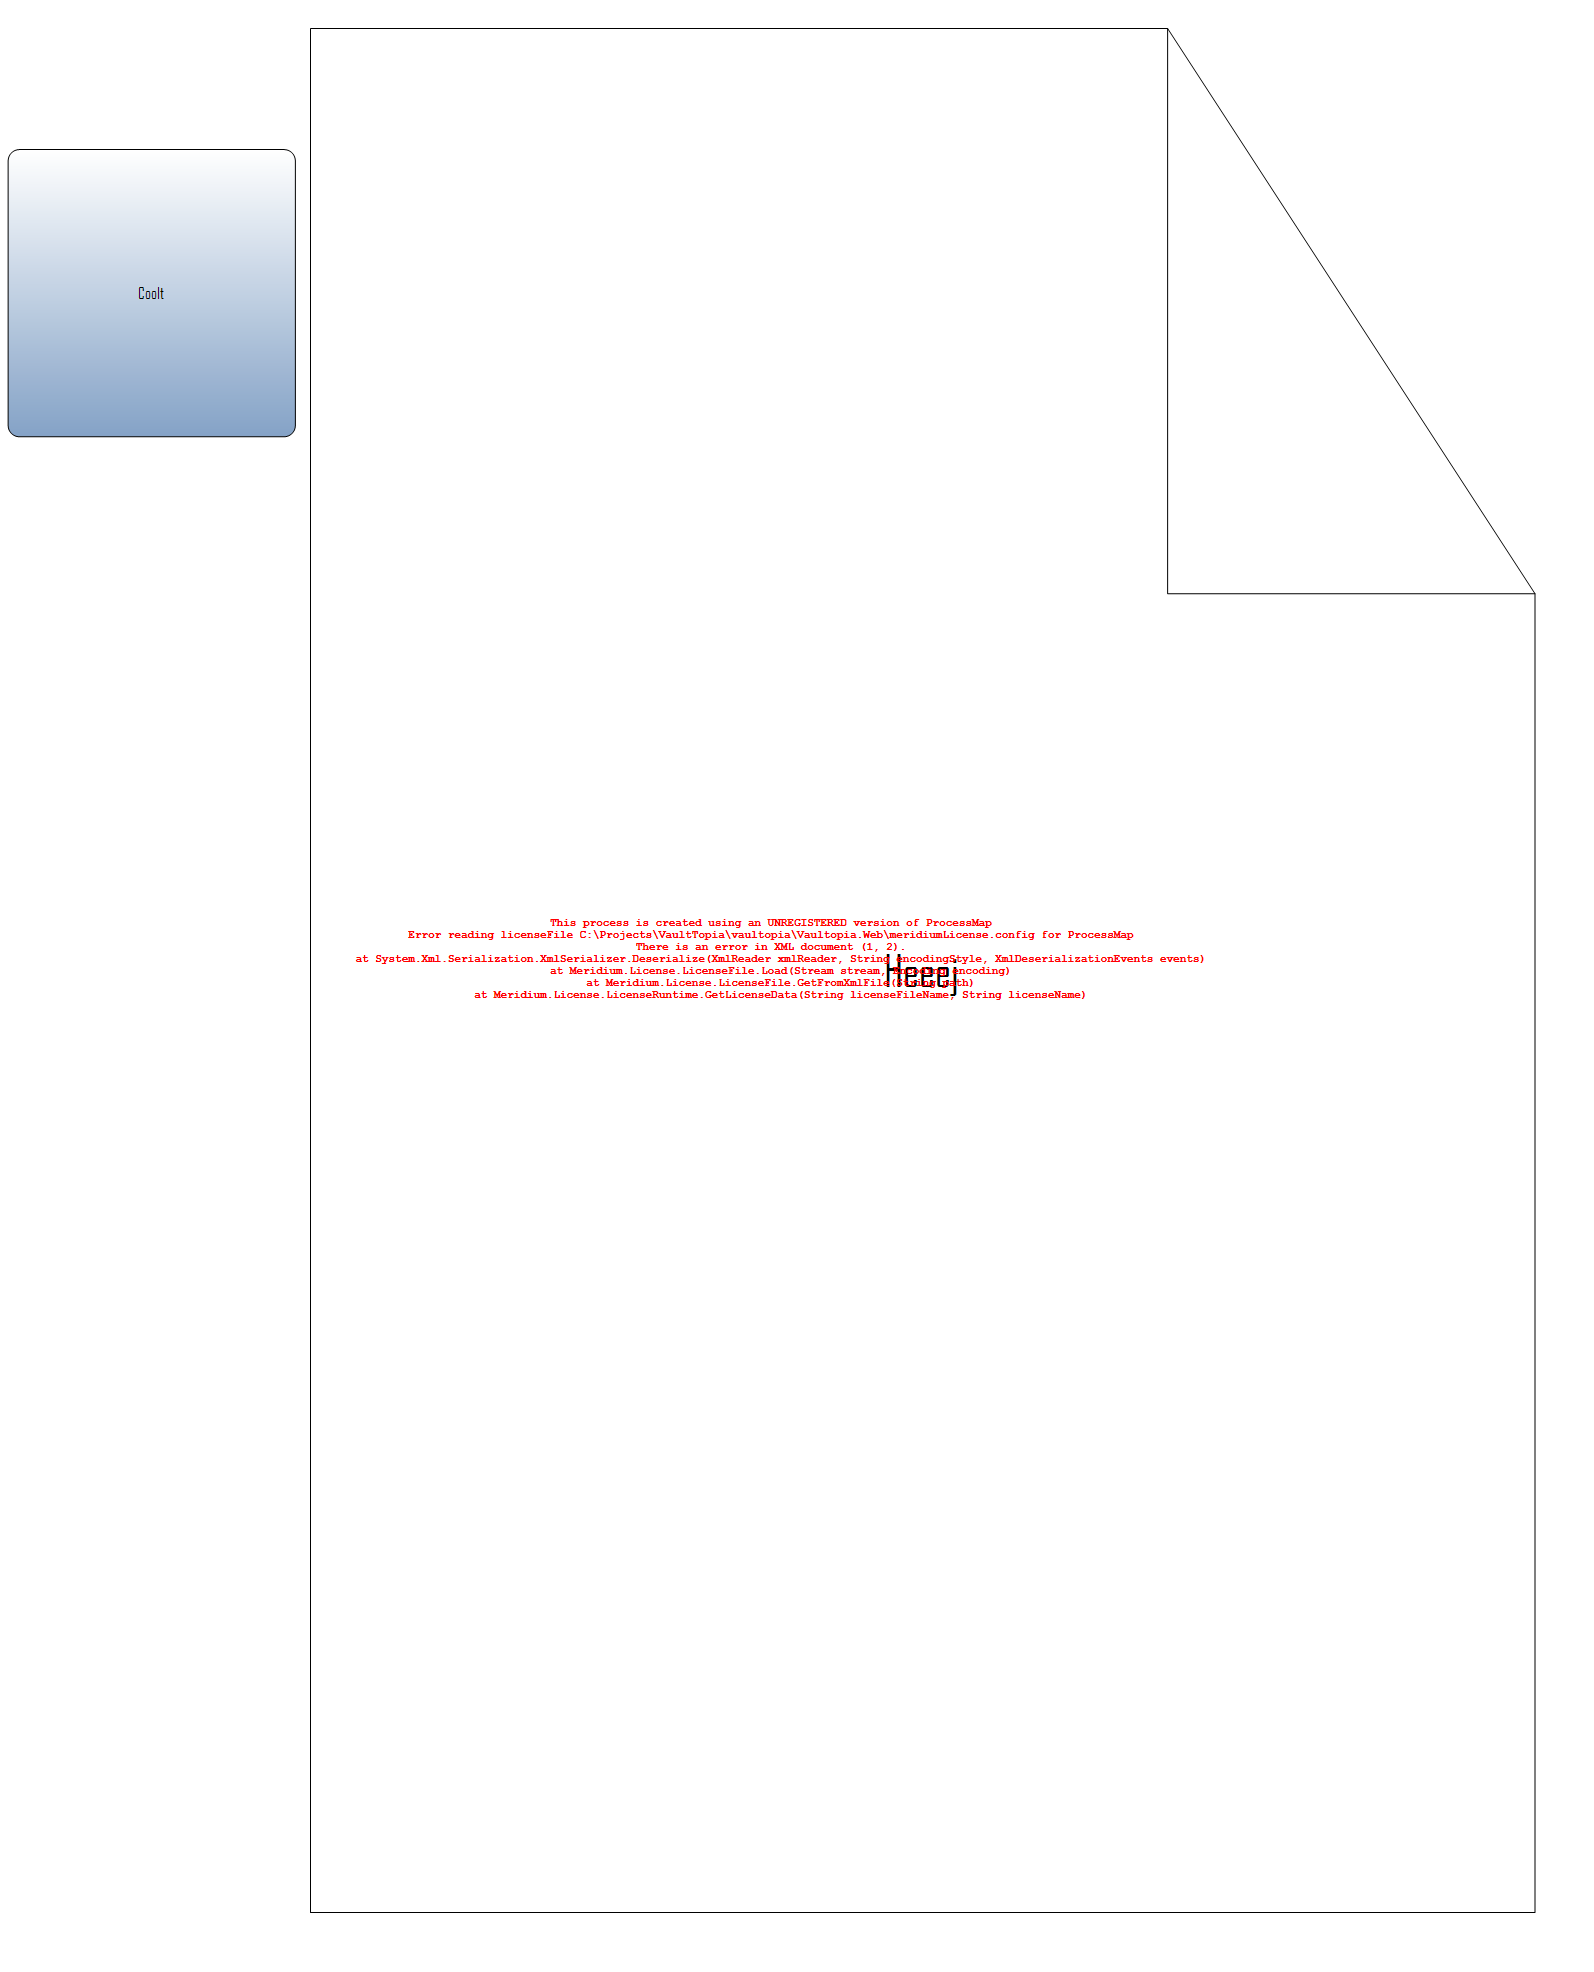 Coolt
This process is created using an UNREGISTERED version of ProcessMap
Error reading licenseFile C:\Projects\VaultTopia\vaultopia\Vaultopia.Web\meridiumLicense.config for ProcessMap
There is an error in XML document (1, 2).
at System.Xml.Serialization.XmlSerializer.Deserialize(XmlReader xmlReader, String encodingStyle, XmlDeserializationEvents events)
Heeej
at Meridium.License.LicenseFile.Load(Stream stream, Encoding encoding)
at Meridium.License.LicenseFile.GetFromXmlFile(String path)
at Meridium.License.LicenseRuntime.GetLicenseData(String licenseFileName, String licenseName)